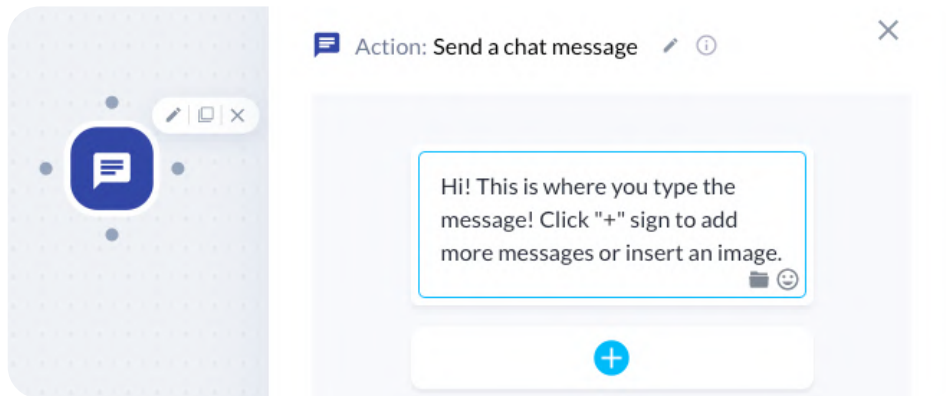 Action: Send a chat message
Hi! This is where you type the
message! Click "+" sign to add
more messages or insert an image.